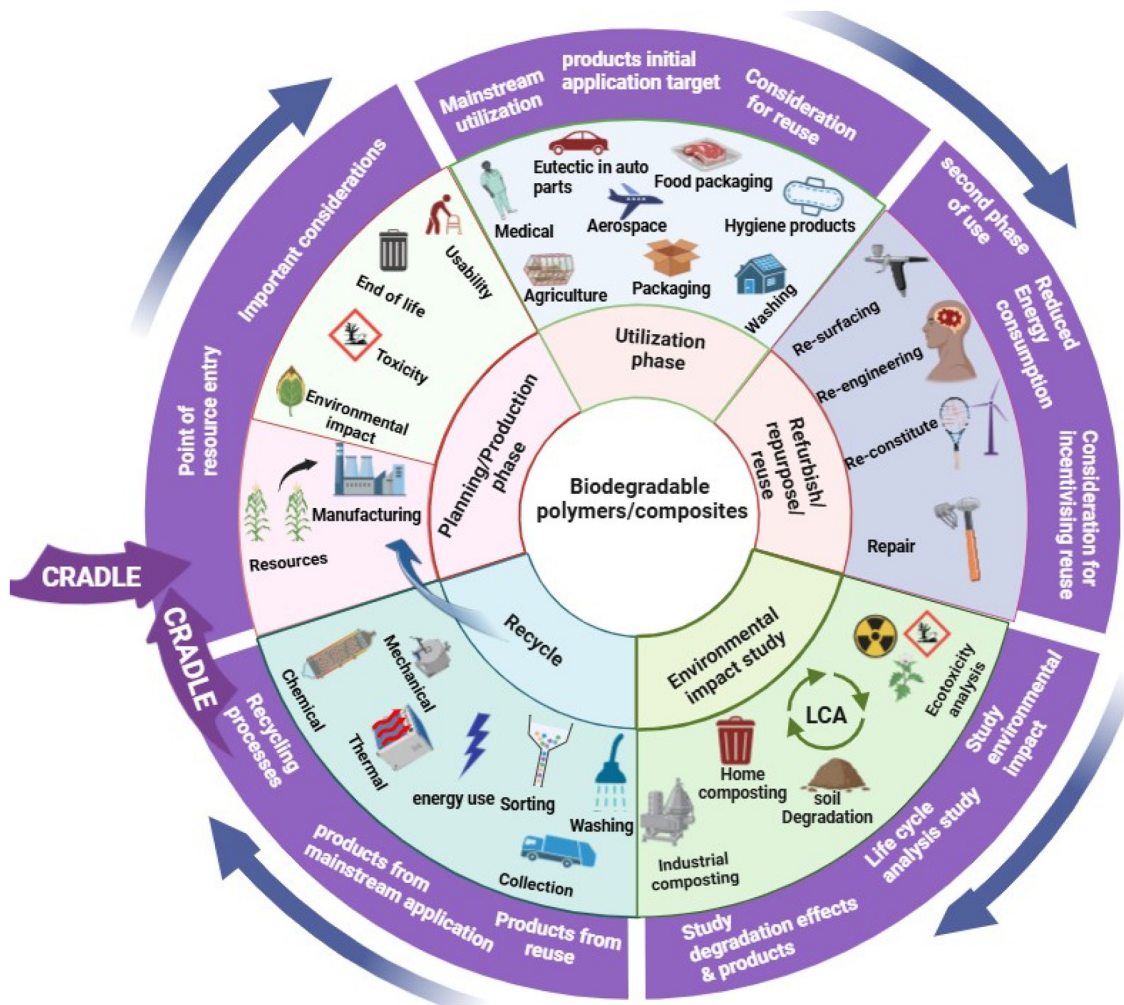 Biodegradable
polymers/composites
Planning/Production
phase
Utilization
phase
Refurbish/
repurpose/
reuse
Environmental
impact study
Recycle
Point of
resource entry
Important considerations
Usability
End of life
Toxicity
Environmental
impact
Manufacturing
Resources
Mainstream
utilization
products initial
application target
Consideration
for reuse
Eutectic in auto
parts
Food packaging
Medical
Aerospace
Hygiene products
Agriculture
Packaging
Washing
second phase
of use
Reduced
Energy
consumption
Consideration for
incentivising reuse
Re-surfacing
Re-engineering
Re-constitute
Repair
Study
environmental
impact
Life cycle
analysis study
Study
degradation effects
& products
Ecotoxicity
analysis
LCA
Home
composting
soil
Degradation
Industrial
composting
Products from
reuse
products from
mainstream application
Recycling
processes
Chemical
Mechanical
Thermal
energy use
Sorting
Washing
Collection
CRADLE
CRADLE